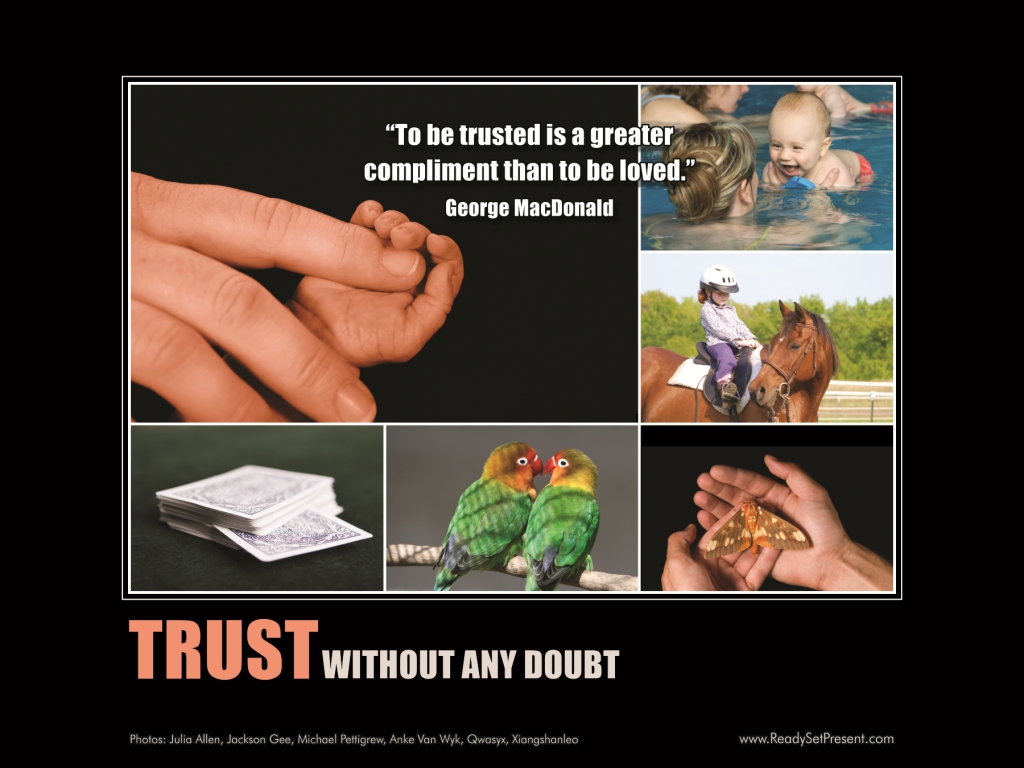 “To be trusted is a greater
compliment than to be loved.”
George MacDonald
TRUST WITHOUT ANY DOUBT
Photos: Julia Allen, Jackson Gee, Michael Pettigrew, Anke Van Wyk, Qwasyx, Xiangshanleo
www.ReadySetPresent.com